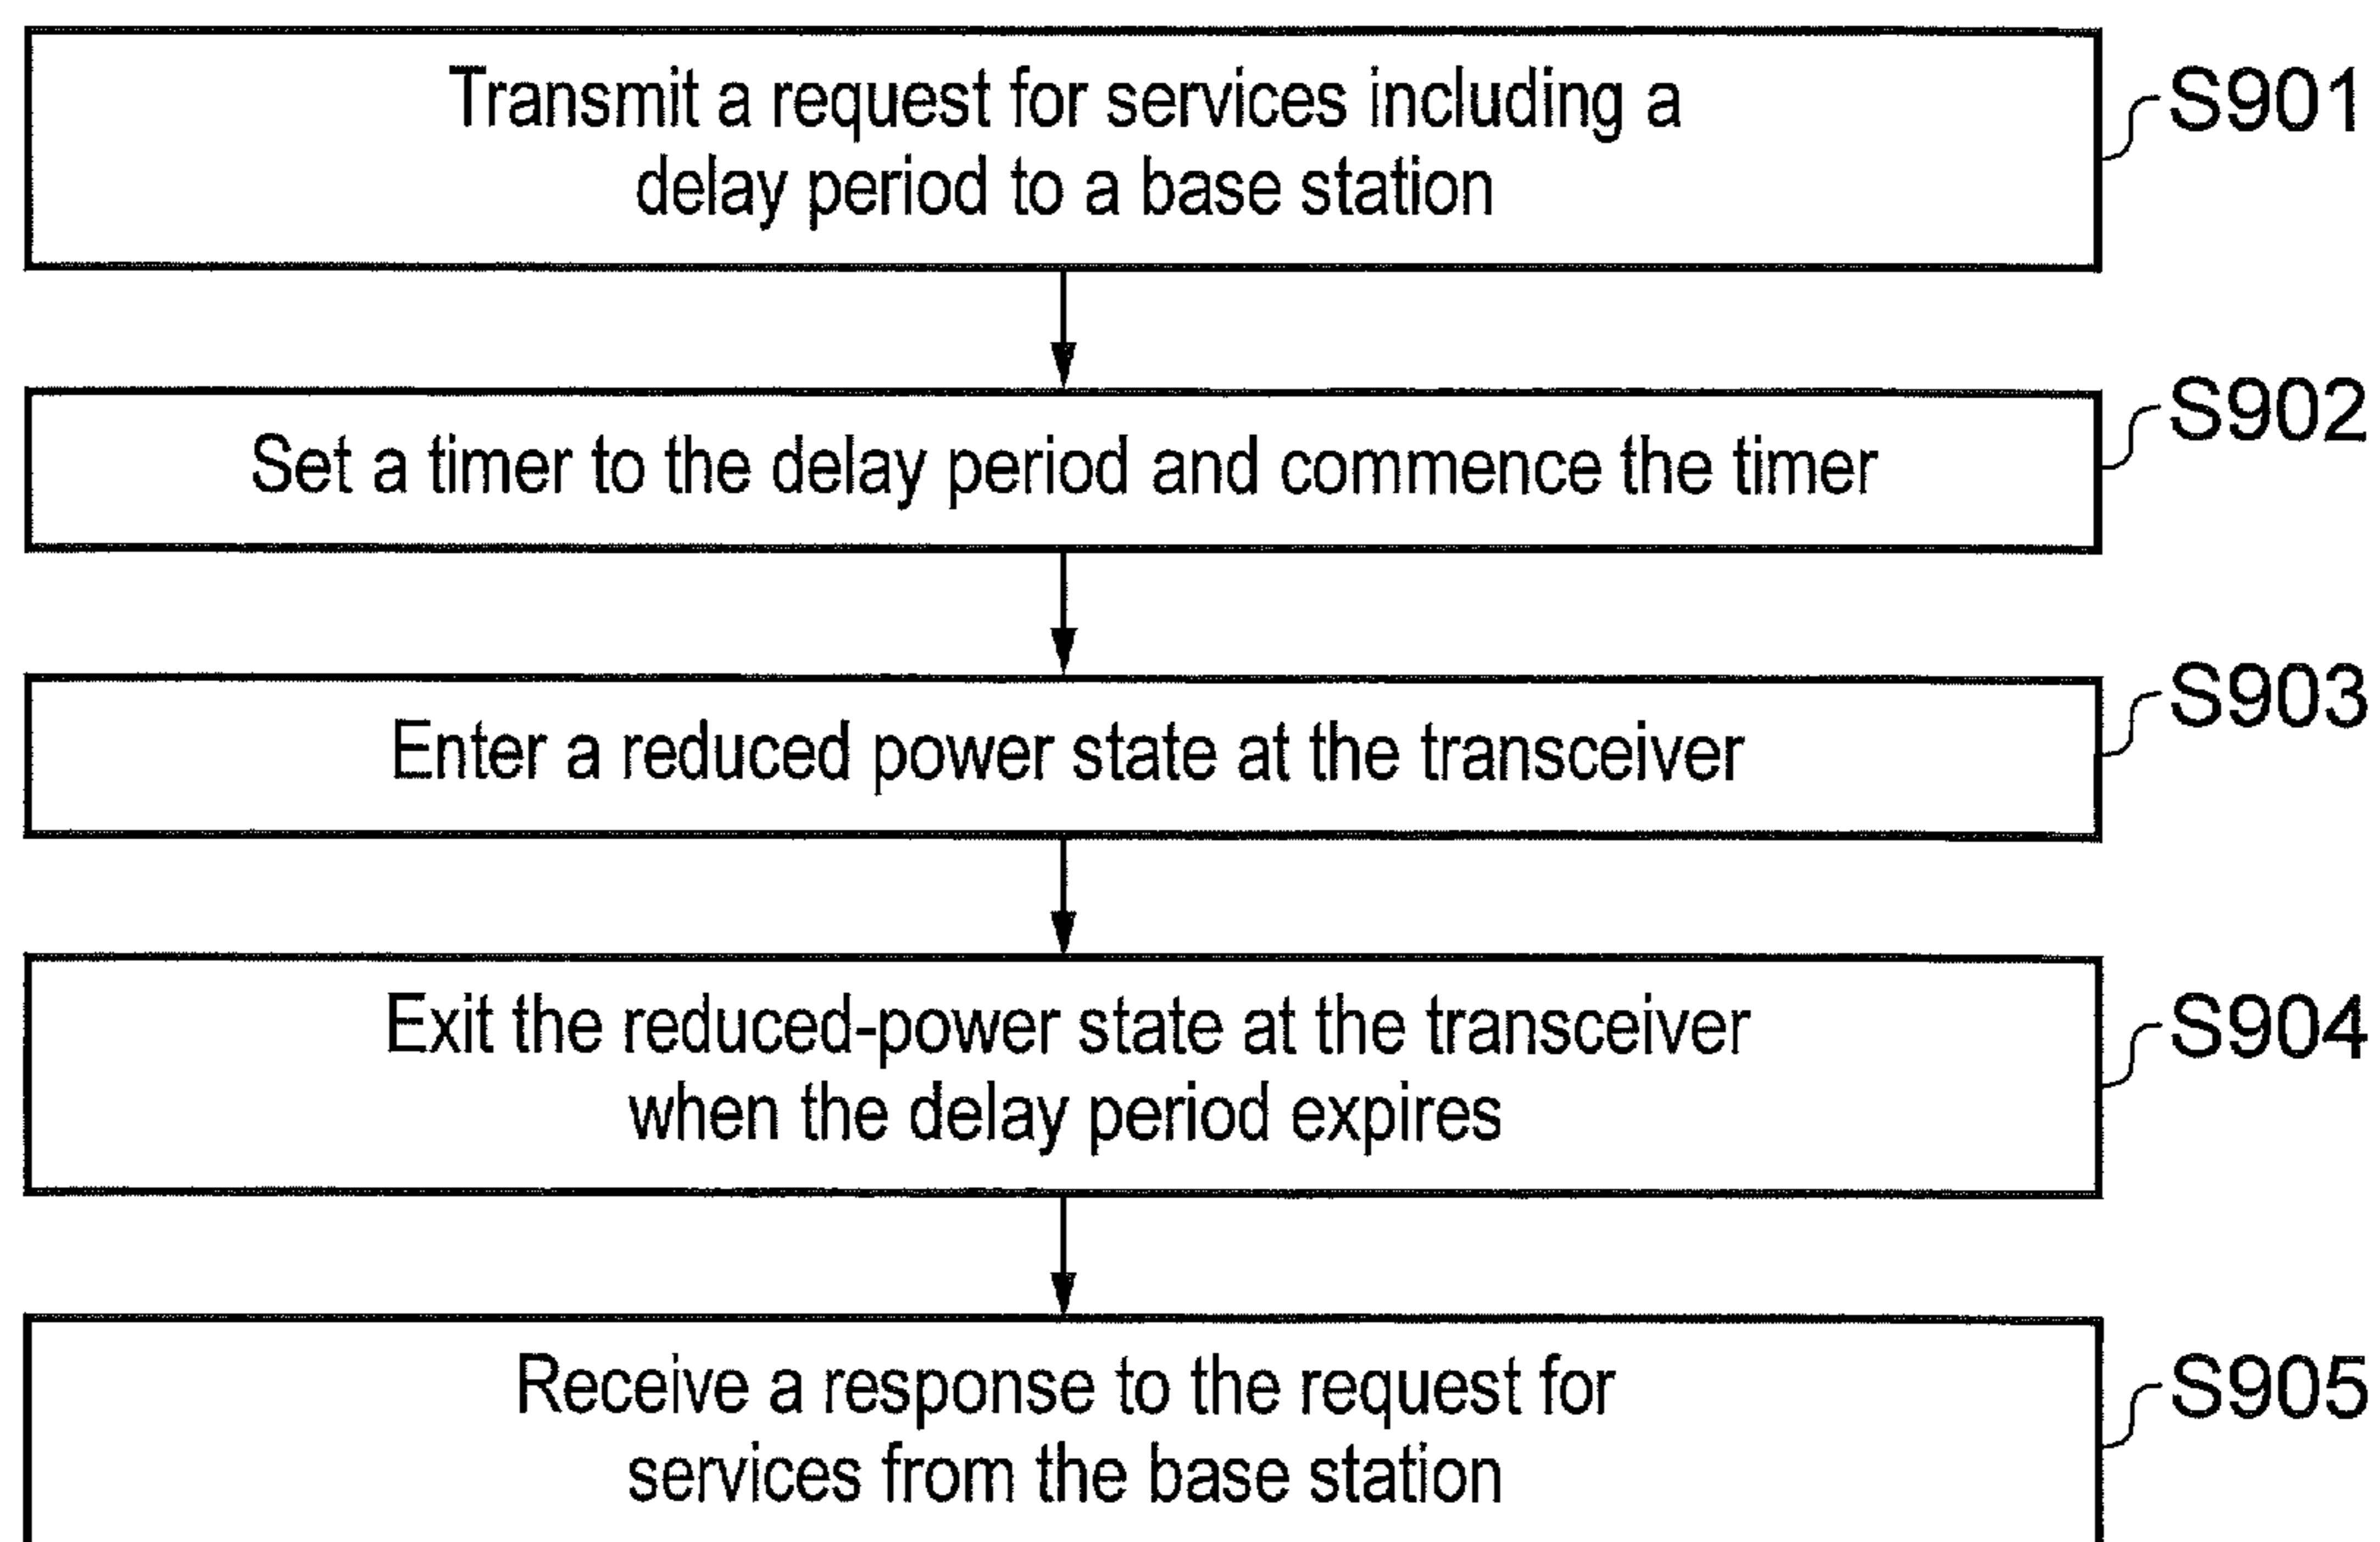 Transmit a request for services including a
delay period to a base station
S901
Set a timer to the delay period and commence the timer
S902
Enter a reduced power state at the transceiver
S903
Exit the reduced-power state at the transceiver
when the delay period expires
S904
Receive a response to the request for
services from the base station
S905